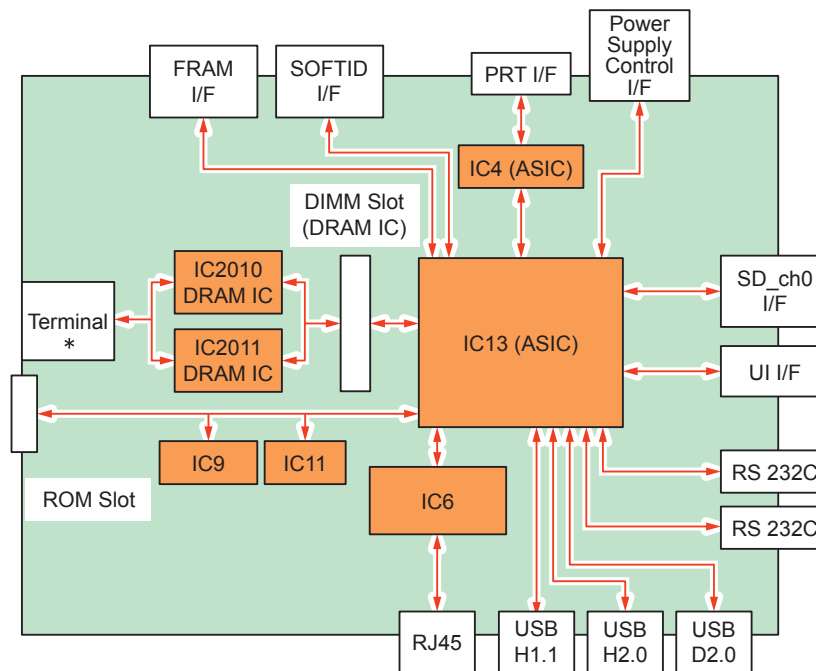 FRAM
I/F
SOFTID
I/F
PRT I/F
Power
Supply
Control
I/F
IC4 (ASIC)
DIMM Slot
(DRAM IC)
IC2010
DRAM IC
IC2011
DRAM IC
Terminal
*
IC13 (ASIC)
SD_ch0
I/F
UI I/F
IC9
IC11
ROM Slot
IC6
RS 232C
RS 232C
RJ45
USB
H1.1
USB
H2.0
USB
D2.0